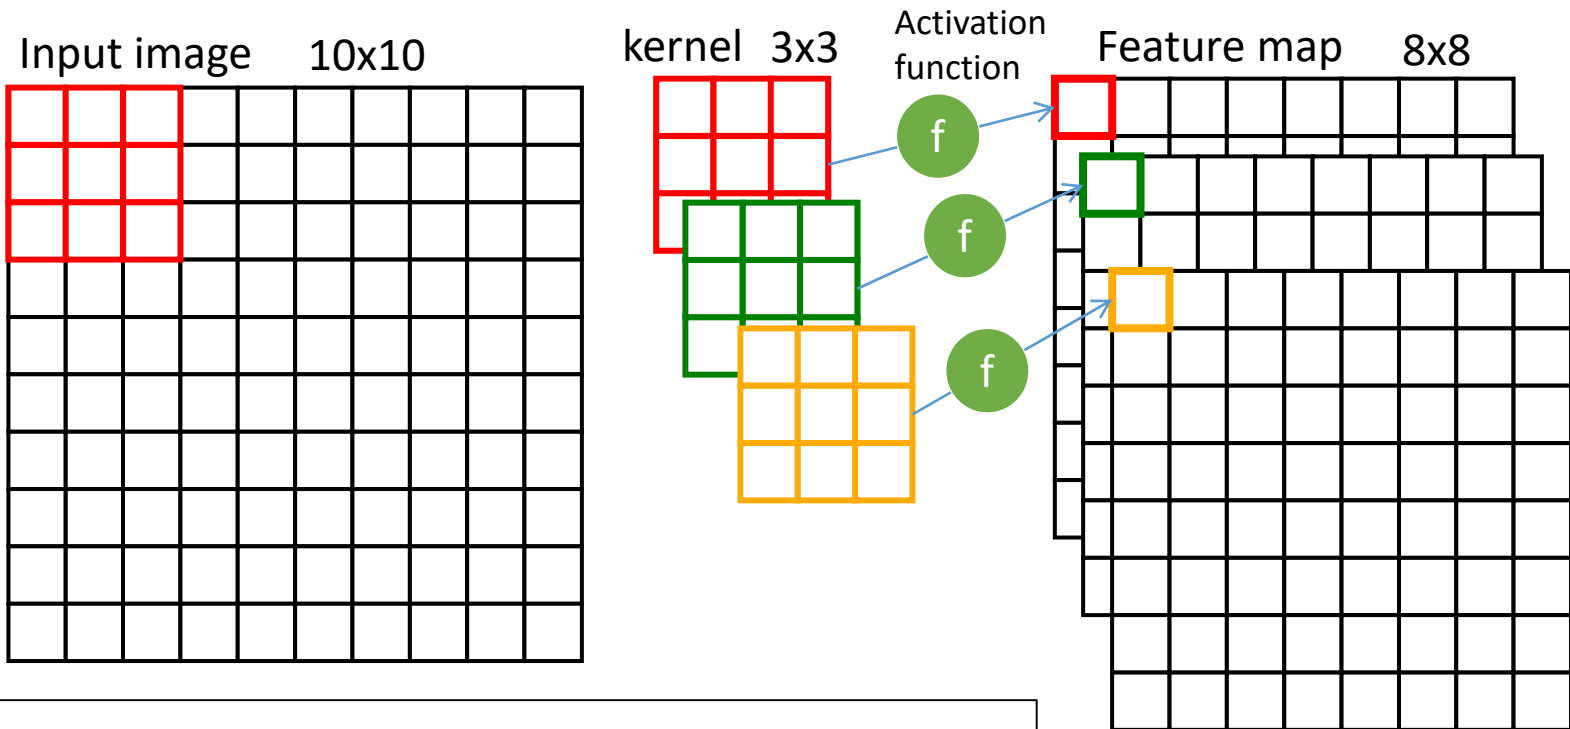 Input image 10x10
kernel 3x3
Activation
function
Feature map 8x8
f
f
f